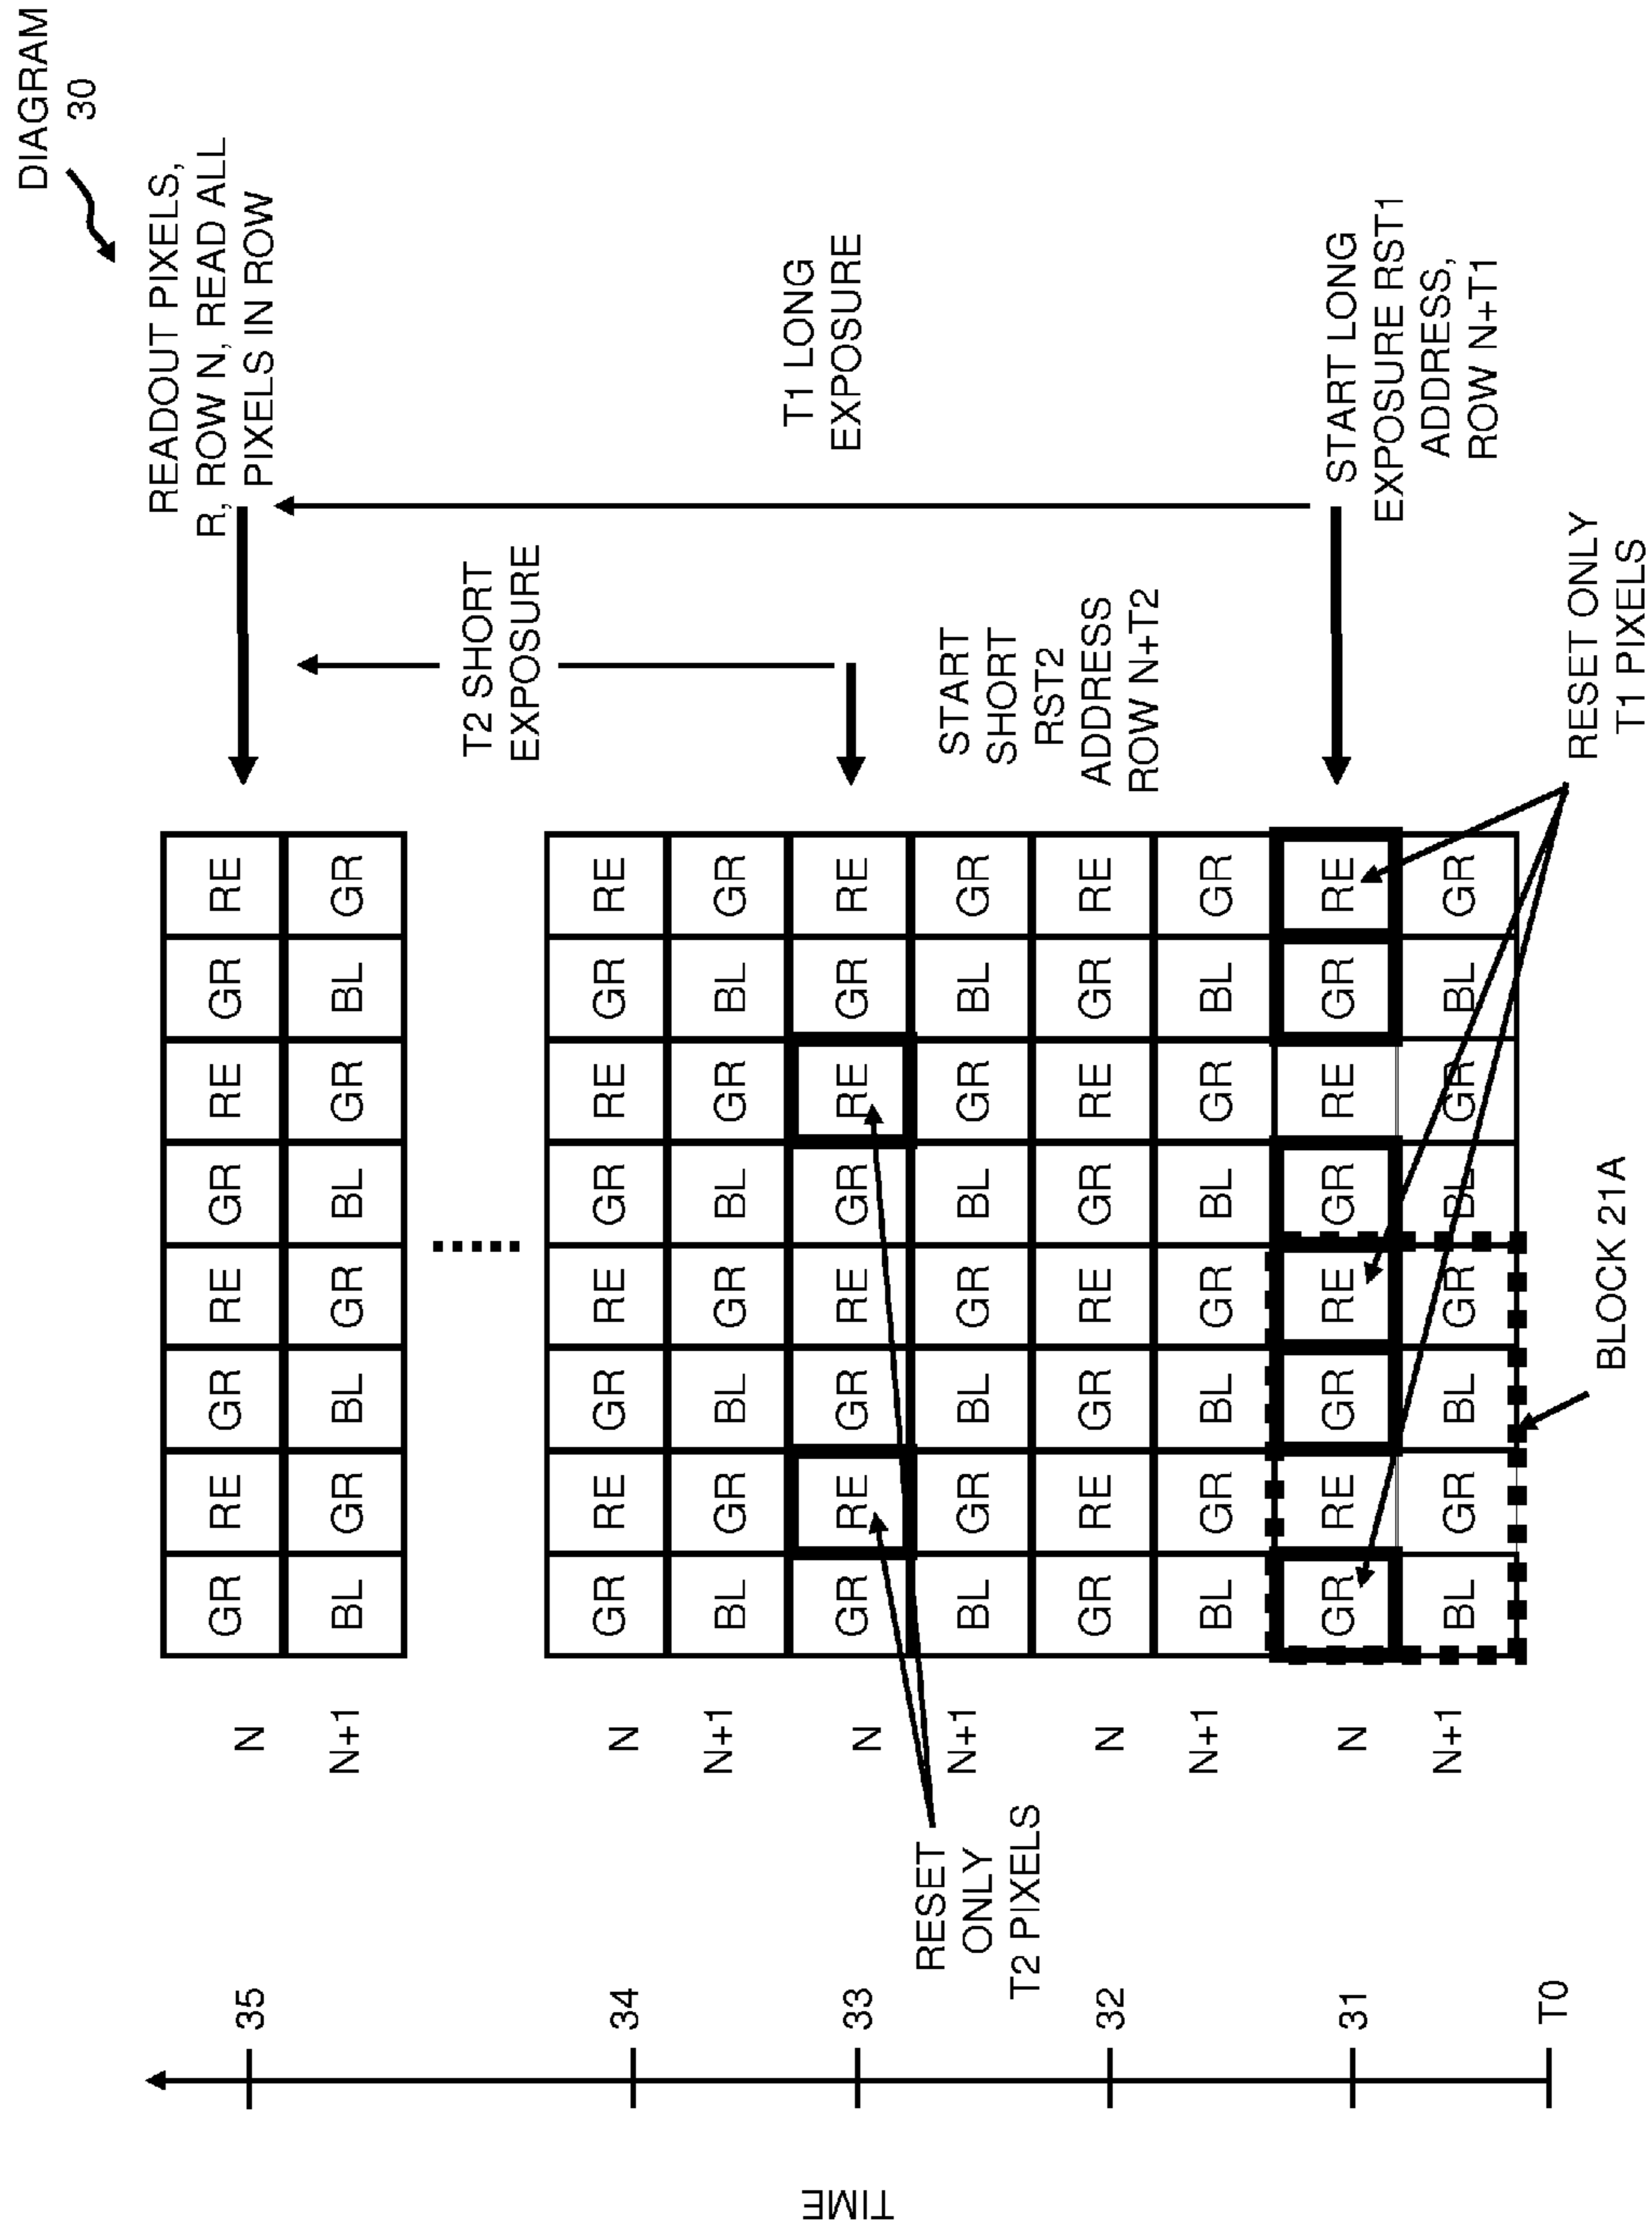 DIAGRAM
30
READOUT PIXELS,
R, ROW N, READ ALL
PIXELS IN ROW
35
N GR RE GR RE GR RE GR RE
N+1 BL GR BL GR BL GR BL GR
T2 SHORT
EXPOSURE
T1 LONG
EXPOSURE
34
N GR RE GR RE GR RE GR RE
N+1 BL GR BL GR BL GR BL GR
33
N GR RE GR RE GR RE GR RE
N+1 BL GR BL GR BL GR BL GR
START
SHORT
RST2
ADDRESS
ROW N+T2
RESET
ONLY
T2 PIXELS
TIME
32
N GR RE GR RE GR RE GR RE
N+1 BL GR BL GR BL GR BL GR
31
N GR RE GR RE GR RE GR RE
N+1 BL GR BL GR BL GR BL GR
START LONG
EXPOSURE RST1
ADDRESS,
ROW N+T1
T0
BLOCK 21A
RESET ONLY
T1 PIXELS